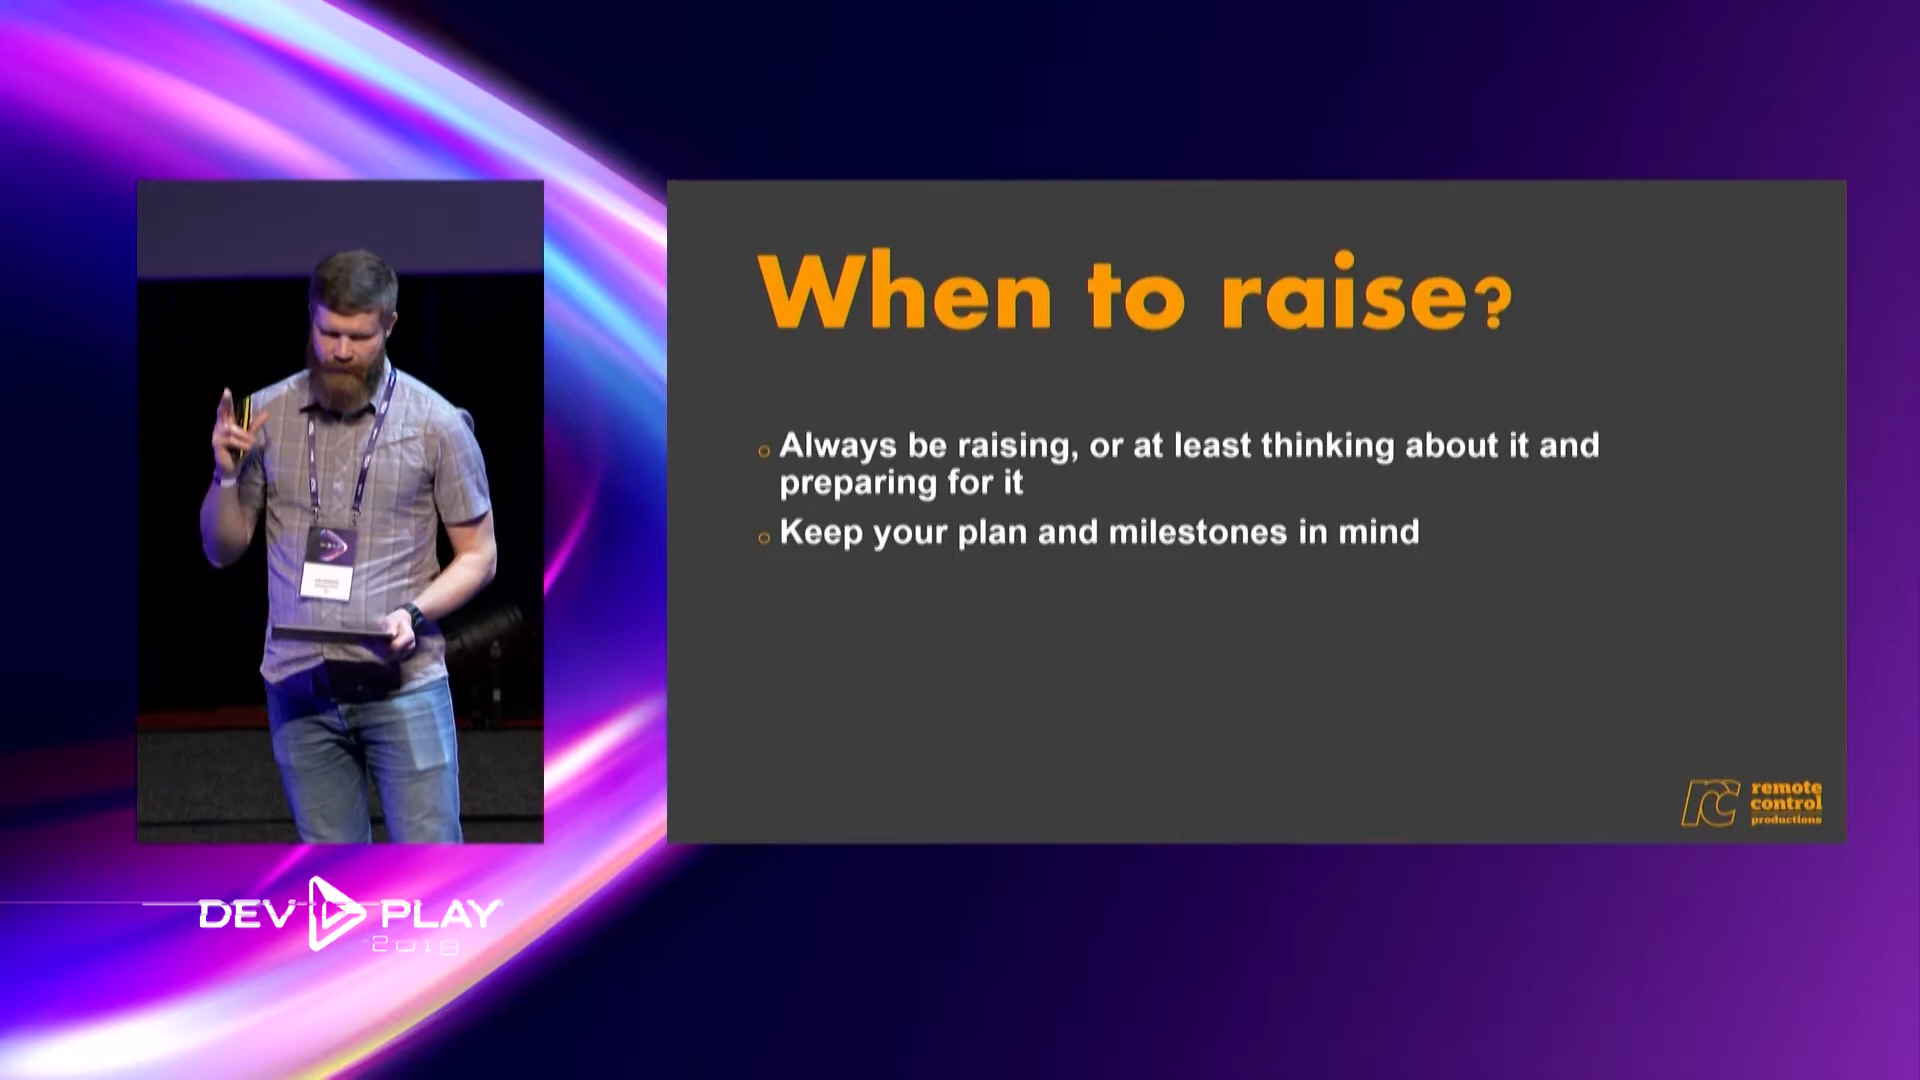 When to raise?
Always be raising, or at least thinking about it and
preparing for it
Keep your plan and milestones in mind
remote
control
productions
DEV PLAY
2018